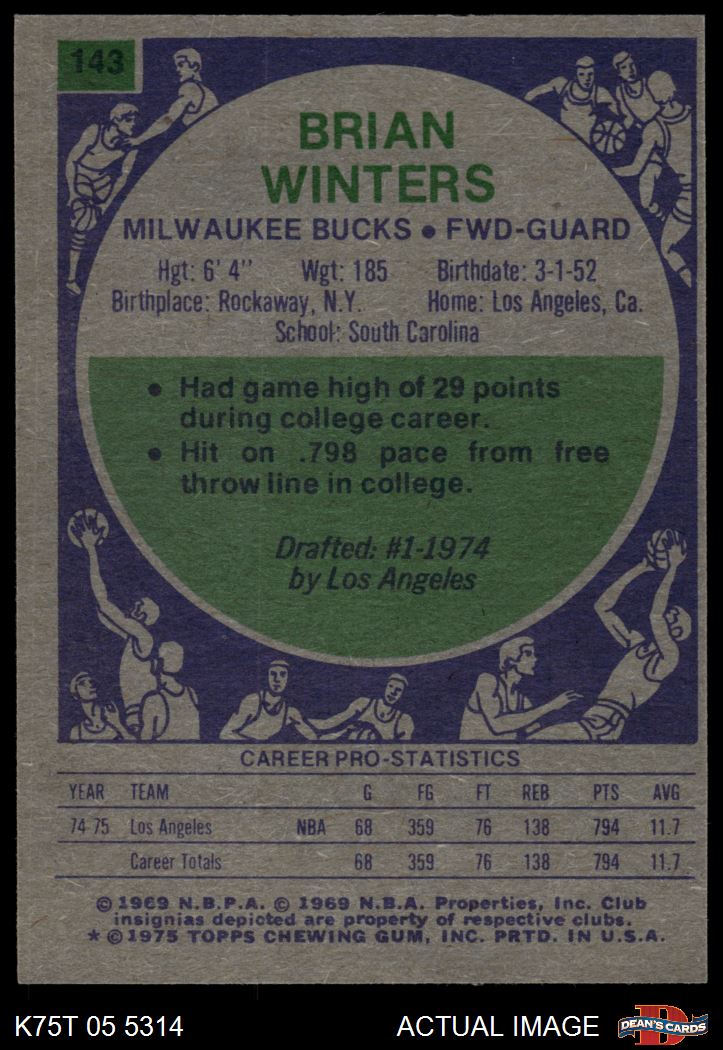 143
BRIAN
WINTERS
MILWAUKEE BUCKS • FWD-GUARD
Hgt: 6' 4" Wgt: 185 Birthdate: 3-1-52
Birthplace: Rockaway, N.Y. Home: Los Angeles, Ca.
School: South Carolina
• Had game high of 29 points
during college career.
• Hit on .798 pace from free
throw line in college.
Drafted: #1-1974
by Los Angeles
CAREER PRO-STATISTICS
YEAR TEAM G FG FT REB PTS AVG
74-75 Los Angeles NBA 68 359 76 138 794 11.7
Career Totals 68 359 76 138 794 11.7
© 1969 N.B.P.A. © 1969 N.B.A. Properties, Inc. Club
insignias depicted are property of respective clubs.
* © 1975 TOPPS CHEWING GUM, INC. PRTD. IN U.S.A.
K75T 05 5314 ACTUAL IMAGE D DEAN'S CARDS